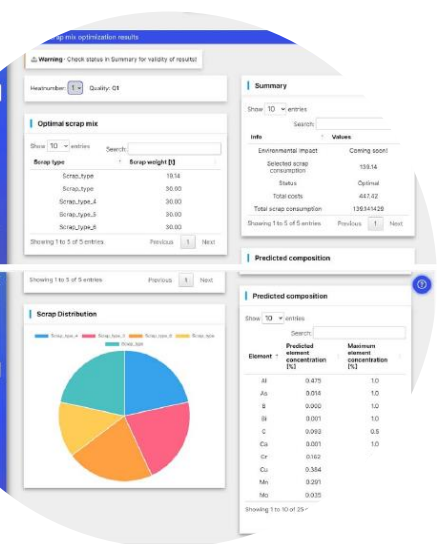 mix optimization results
Warning - Check status in Summary for validity of results!
Heatnumber: 1 Quality: Q1
Optimal scrap mix
Show 10 entries
Search:
Scrap type Scrap weight [t]
Scrap_type 19.14
Scrap_type 30.00
Scrap_type_4 30.00
Scrap_type_5 30.00
Scrap_type_6 30.00
Showing 1 to 5 of 5 entries Previous 1 Next
Summary
Show 10 entries
Search:
Info Values
Environmental impact Coming soon!
Selected scrap consumption 139.14
Status Optimal
Total costs 447.42
Total scrap consumption 139.141429
Showing 1 to 5 of 5 entries Previous 1 Next
Predicted composition
Showing 1 to 5 of 5 entries Previous 1 Next
Scrap Distribution
Predicted composition
Show 10 entries
Search:
Element Predicted element concentration [%] Maximum element concentration [%]
Al 0.475 1.0
As 0.014 1.0
B 0.000 1.0
Bi 0.001 1.0
C 0.093 0.5
Ca 0.001 1.0
Cr 0.162
Cu 0.384
Mn 0.291
Mo 0.035
Showing 1 to 10 of 25